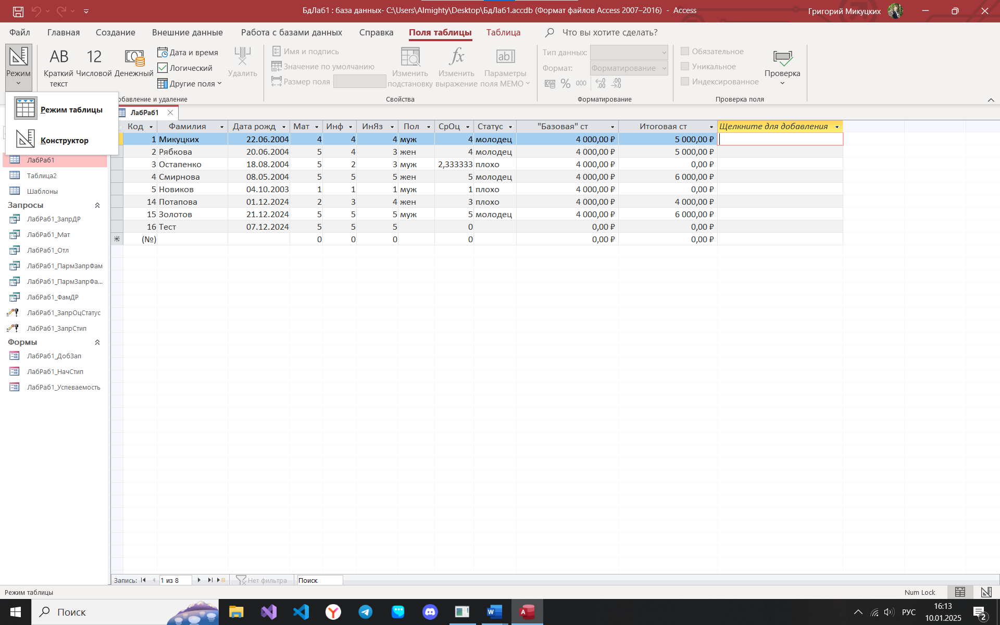 БдЛаб1 : база данных- C:\Users\Almighty\Desktop\БдЛаб1.accdb (Формат файлов Access 2007–2016) - Access
Григорий Микуцких
Файл Главная Создание Внешние данные Работа с базами данных Справка Поля таблицы Таблица Что вы хотите сделать?
Режим
AB Краткий текст
12 Числовой
Денежный
Дата и время
Логический
Другие поля
Удалить
Имя и подпись
Значение по умолчанию
Размер поля
Изменить подстановку
fx Изменить выражение
ab| Параметры поля МЕМО
Тип данных:
Формат: Форматирование
% 000 ,00 ,00
Обязательное
Уникальное
Индексированное
Проверка
обавление и удаление Свойства Форматирование Проверка поля
Режим таблицы
Конструктор
ЛабРаб1
Таблица2
Шаблоны
Запросы
ЛабРаб1_ЗапрДР
ЛабРаб1_Мат
ЛабРаб1_Отл
ЛабРаб1_ПармЗапрФам
ЛабРаб1_ПармЗапрФа...
ЛабРаб1_ФамДР
ЛабРаб1_ЗапрОцСтатус
ЛабРаб1_ЗапрСтип
Формы
ЛабРаб1_ДобЗап
ЛабРаб1_НачСтип
ЛабРаб1_Успеваемость
ЛабРаб1
Код Фамилия Дата рожд Мат Инф ИнЯз Пол СрОц Статус "Базовая" ст Итоговая ст Щелкните для добавления
1 Микуцких 22.06.2004 4 4 4 муж 4 молодец 4 000,00 ₽ 5 000,00 ₽
2 Рябкова 20.06.2004 5 4 3 жен 4 молодец 4 000,00 ₽ 5 000,00 ₽
3 Остапенко 18.08.2004 5 2 3 муж 2,333333 плохо 4 000,00 ₽ 0,00 ₽
4 Смирнова 08.05.2004 5 5 5 жен 5 молодец 4 000,00 ₽ 6 000,00 ₽
5 Новиков 04.10.2003 1 1 1 муж 1 плохо 4 000,00 ₽ 0,00 ₽
14 Потапова 01.12.2024 2 3 4 жен 3 плохо 4 000,00 ₽ 4 000,00 ₽
15 Золотов 21.12.2024 5 5 5 муж 5 молодец 4 000,00 ₽ 6 000,00 ₽
16 Тест 07.12.2024 5 5 5 0 0,00 ₽ 0,00 ₽
(№) 0 0 0 0 0,00 ₽ 0,00 ₽
Запись: 1 из 8 Нет фильтра Поиск
Режим таблицы Num Lock
Поиск
РУС
16:13
10.01.2025
2